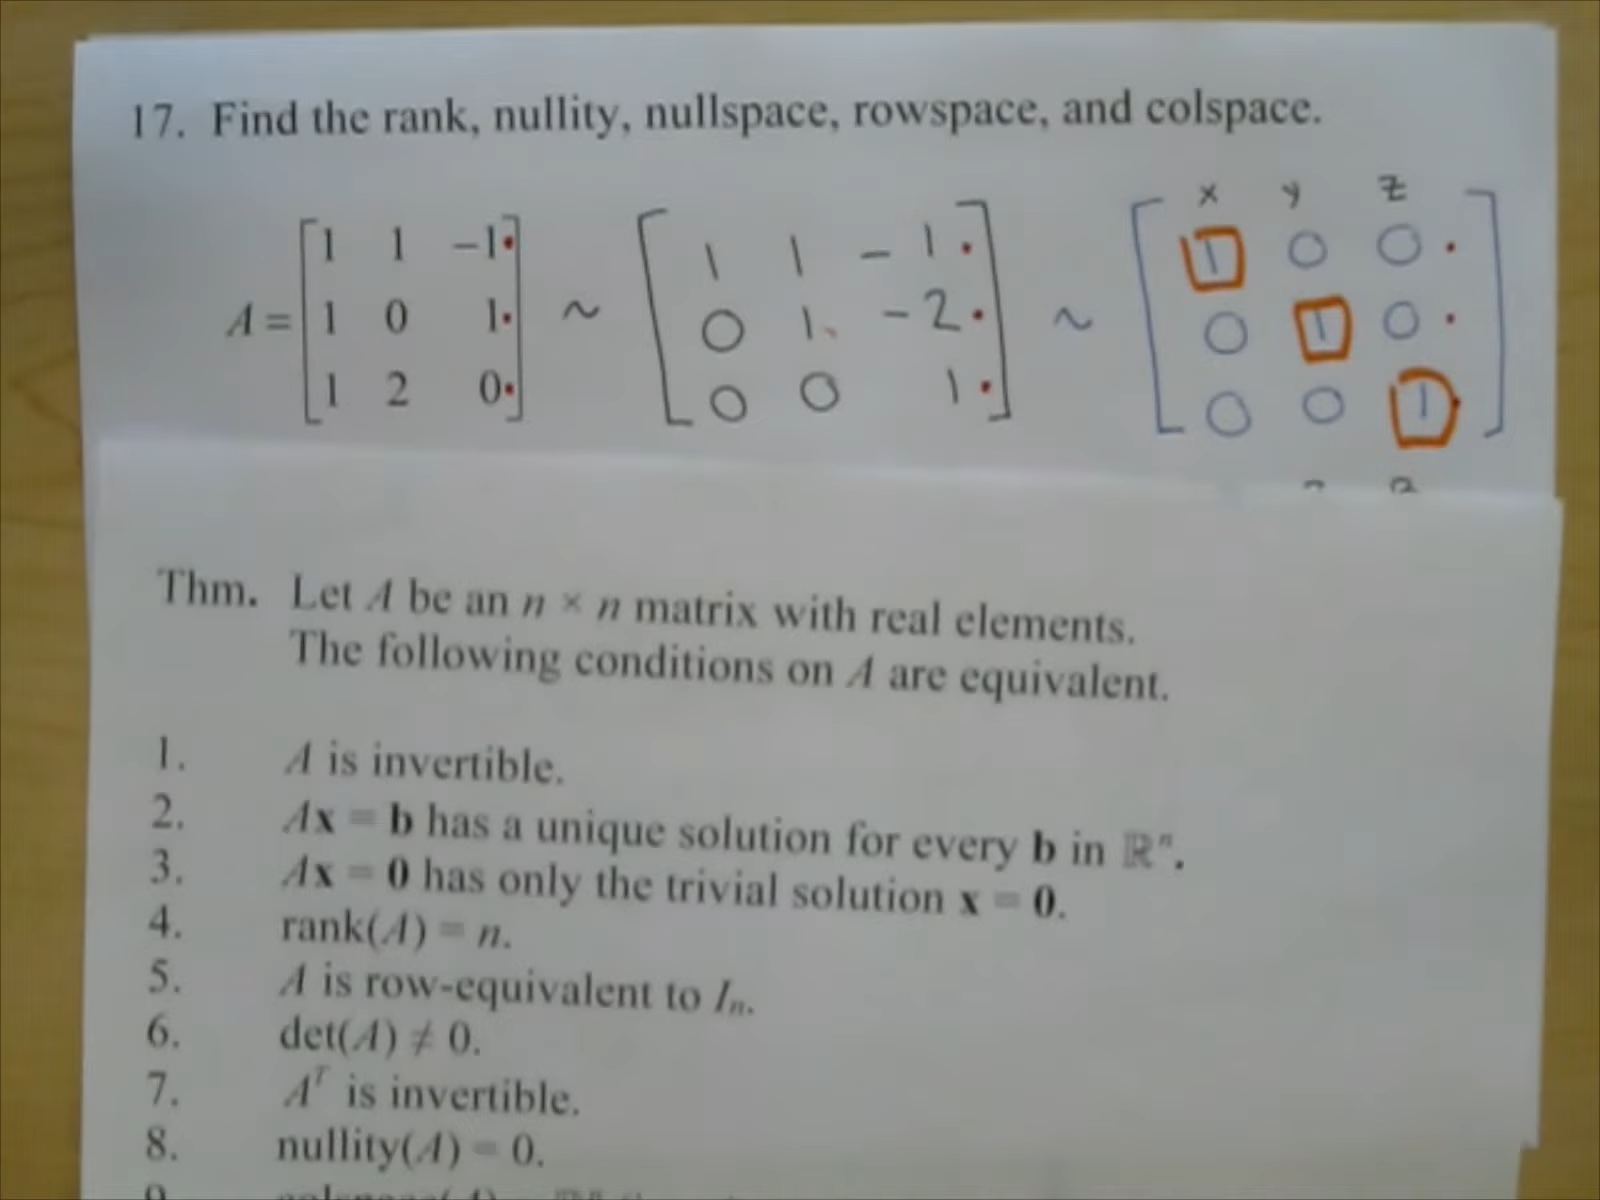 17. Find the rank, nullity, nullspace, rowspace, and colspace.
x y z
1 1 -1 1 1 -1 1 0 0
A = 1 0 1 ~ 0 1 -2 ~ 0 1 0
1 2 0 0 0 1 0 0 1
Thm. Let A be an n × n matrix with real elements.
The following conditions on A are equivalent.
1. A is invertible.
2. Ax = b has a unique solution for every b in ℝⁿ.
3. Ax = 0 has only the trivial solution x = 0.
4. rank(A) = n.
5. A is row-equivalent to Iₙ.
6. det(A) ≠ 0.
7. Aᵀ is invertible.
8. nullity(A) = 0.